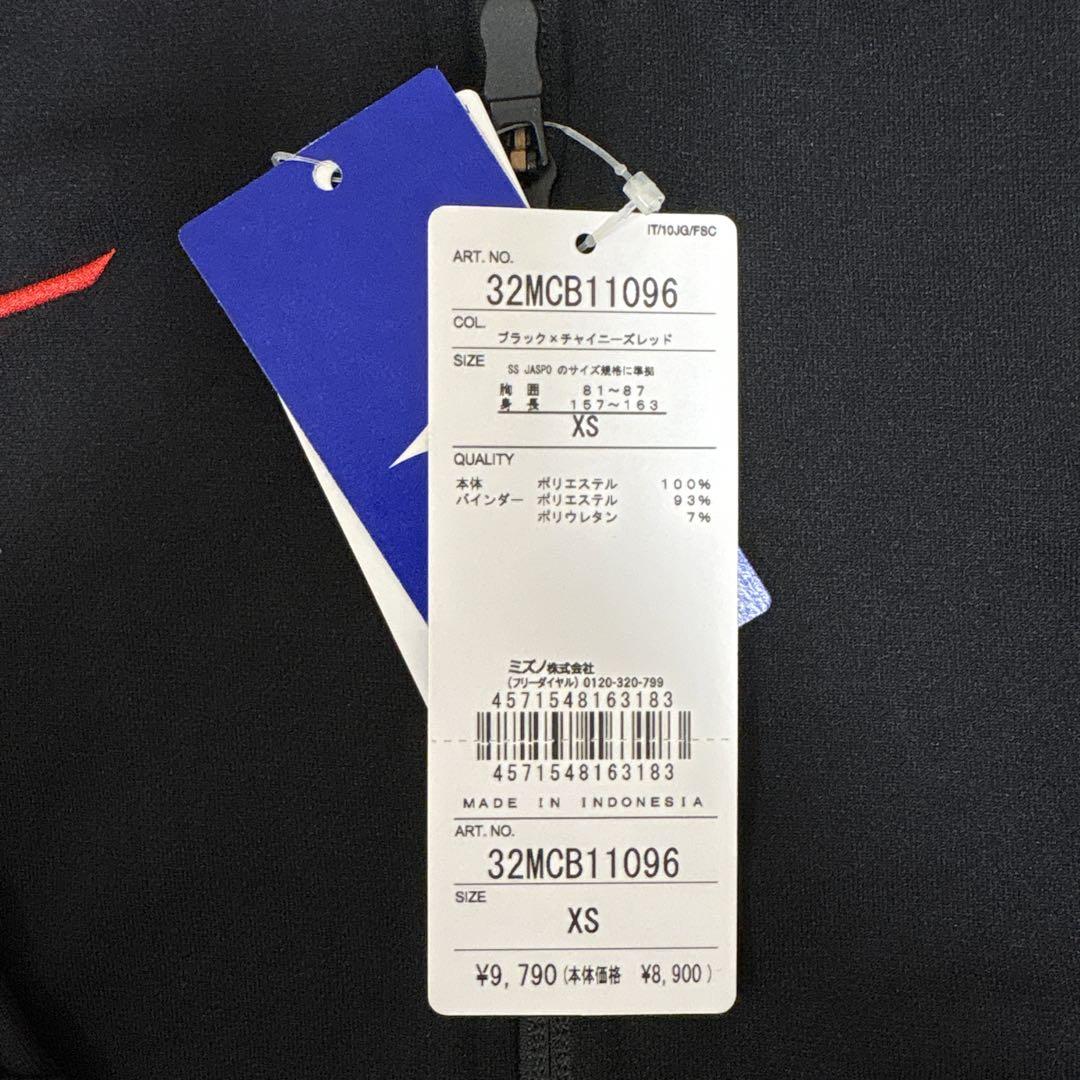 IT/10JG/FSC
ART. NO.
32MCB11096
COL.
ブラック×チャイニーズレッド
SIZE
SS JASPO のサイズ規格に準拠
胸 囲 81～87
身 長 157～163
XS
QUALITY
本体 ポリエステル 100%
バインダー ポリエステル 93%
ポリウレタン 7%
ミズノ株式会社
(フリーダイヤル) 0120-320-799
4571548163183
4571548163183
MADE IN INDONESIA
ART. NO.
32MCB11096
SIZE
XS
¥9,790 (本体価格 ¥8,900)